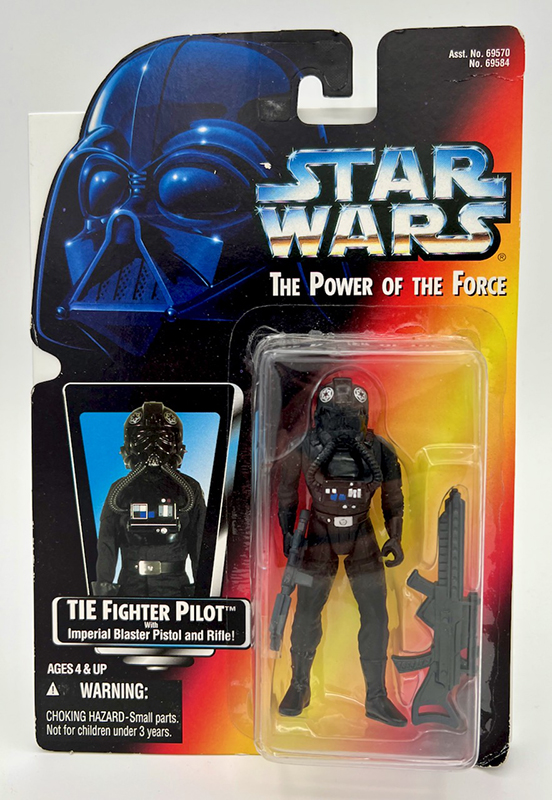 Asst. No. 69570
No. 69584
STAR
WARS®
THE POWER OF THE FORCE
TIE FIGHTER PILOT™
With
Imperial Blaster Pistol and Rifle!
AGES 4 & UP
WARNING:
CHOKING HAZARD-Small parts.
Not for children under 3 years.